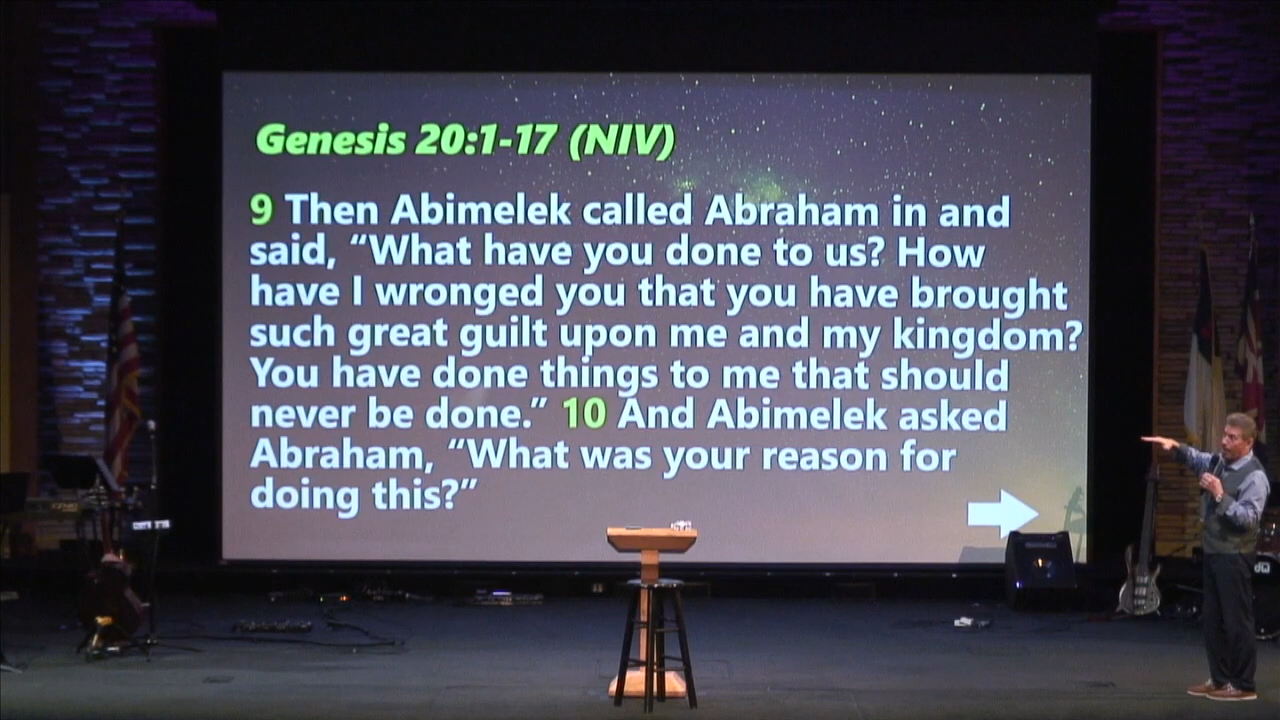 Genesis 20:1-17 (NIV)
9 Then Abimelek called Abraham in and
said, “What have you done to us? How
have I wronged you that you have brought
such great guilt upon me and my kingdom?
You have done things to me that should
never be done.” 10 And Abimelek asked
Abraham, “What was your reason for
doing this?”